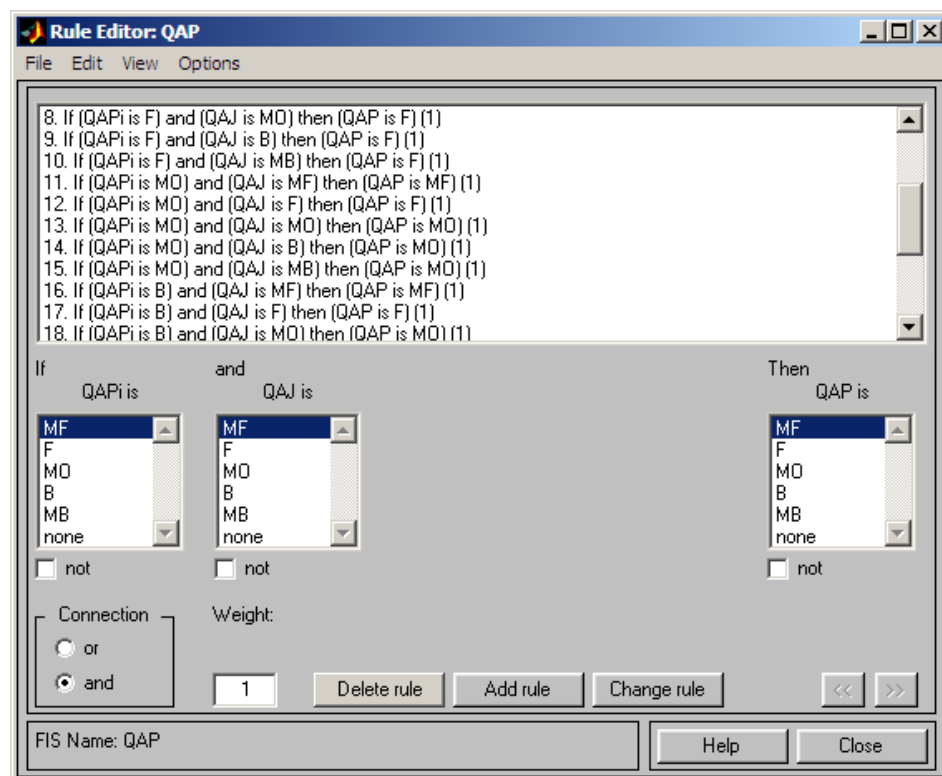 Rule Editor: QAP
File Edit View Options
8. If (QAPi is F) and (QAJ is MO) then (QAP is F) (1)
9. If (QAPi is F) and (QAJ is B) then (QAP is F) (1)
10. If (QAPi is F) and (QAJ is MB) then (QAP is F) (1)
11. If (QAPi is MO) and (QAJ is MF) then (QAP is MF) (1)
12. If (QAPi is MO) and (QAJ is F) then (QAP is F) (1)
13. If (QAPi is MO) and (QAJ is MO) then (QAP is MO) (1)
14. If (QAPi is MO) and (QAJ is B) then (QAP is MO) (1)
15. If (QAPi is MO) and (QAJ is MB) then (QAP is MO) (1)
16. If (QAPi is B) and (QAJ is MF) then (QAP is MF) (1)
17. If (QAPi is B) and (QAJ is F) then (QAP is F) (1)
18. If (QAPi is B) and (QAJ is MO) then (QAP is MO) (1)
If and Then
QAPi is QAJ is QAP is
MF MF MF
F F F
MO MO MO
B B B
MB MB MB
none none none
not not not
Connection Weight:
or
and 1 Delete rule Add rule Change rule << >>
FIS Name: QAP Help Close